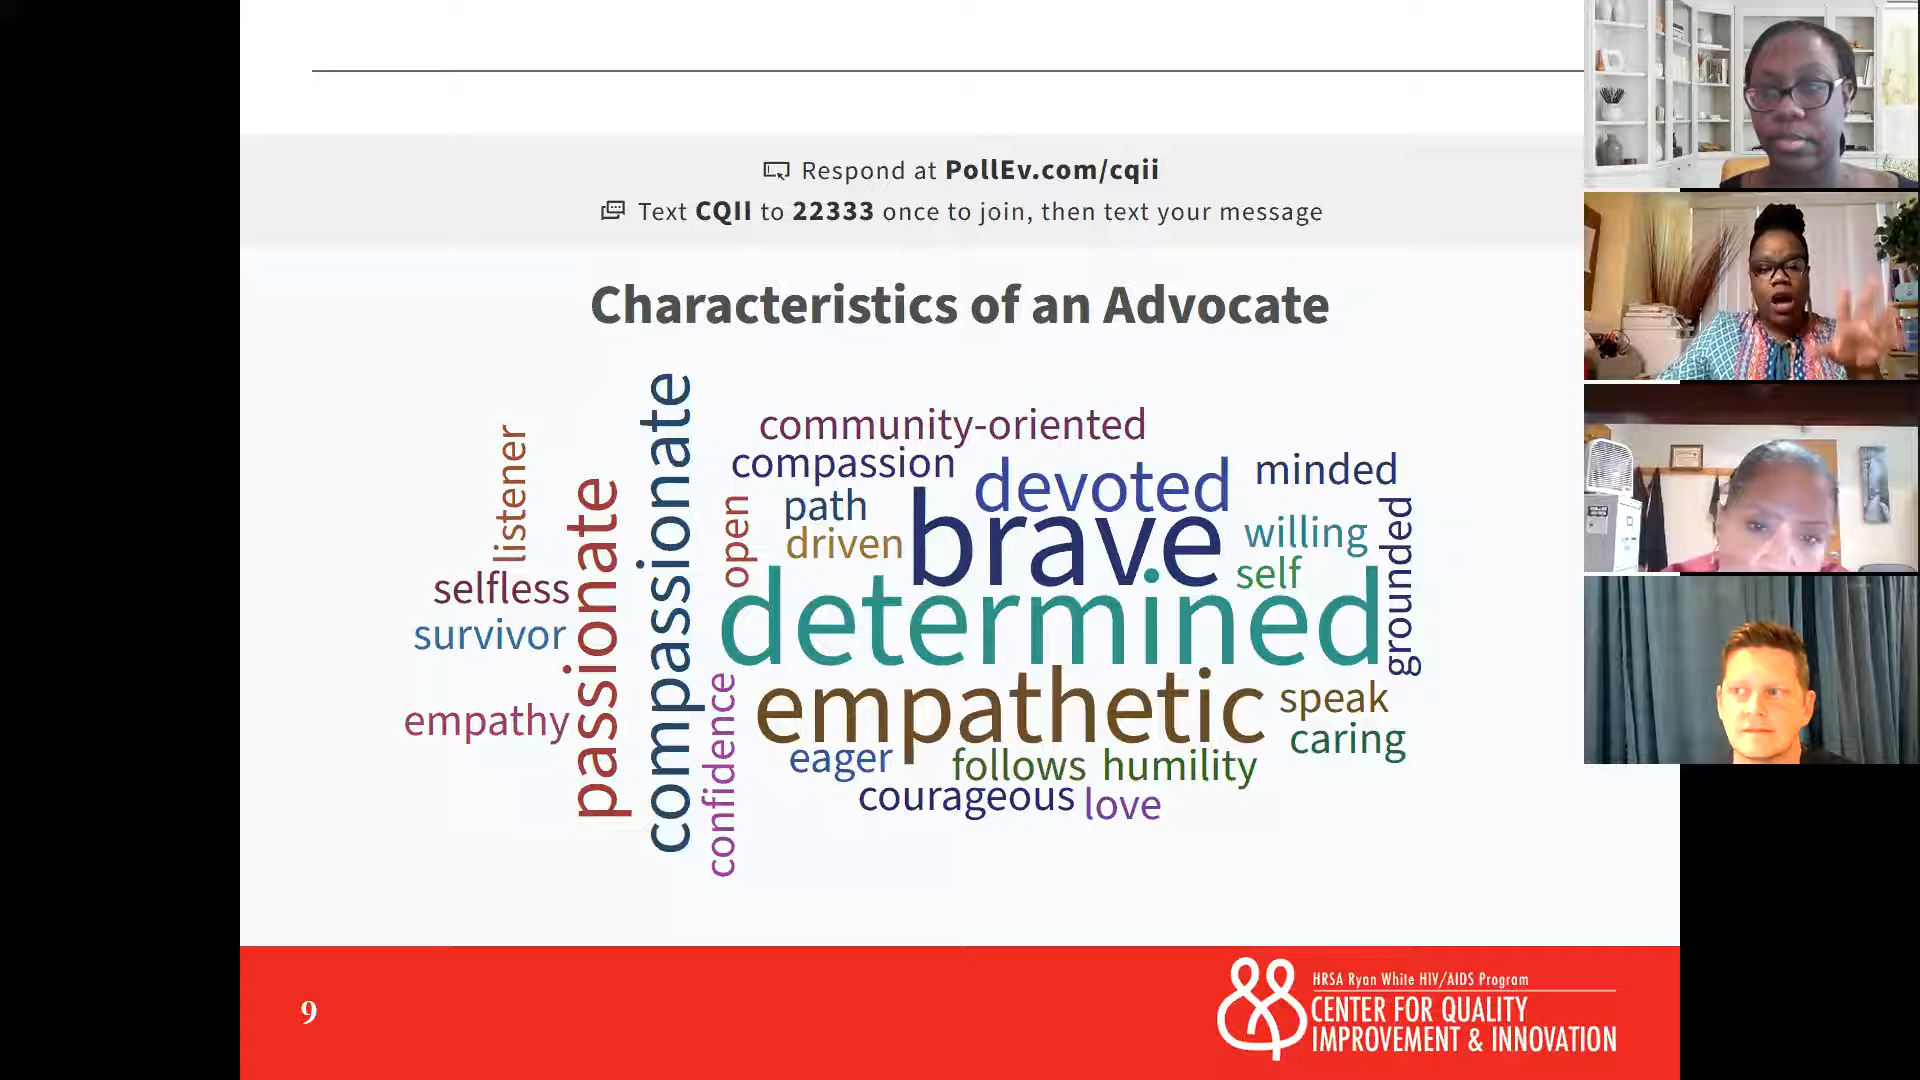 Respond at PollEv.com/cqii
Text CQII to 22333 once to join, then text your message
Characteristics of an Advocate
listener
selfless
survivor
empathy
passionate
compassionate
community-oriented
compassion
devoted
minded
open
path
driven
brave
willing
self
grounded
determined
confidence
empathetic
speak
caring
eager
follows
humility
courageous
love
9
HRSA Ryan White HIV/AIDS Program
CENTER FOR QUALITY
IMPROVEMENT & INNOVATION